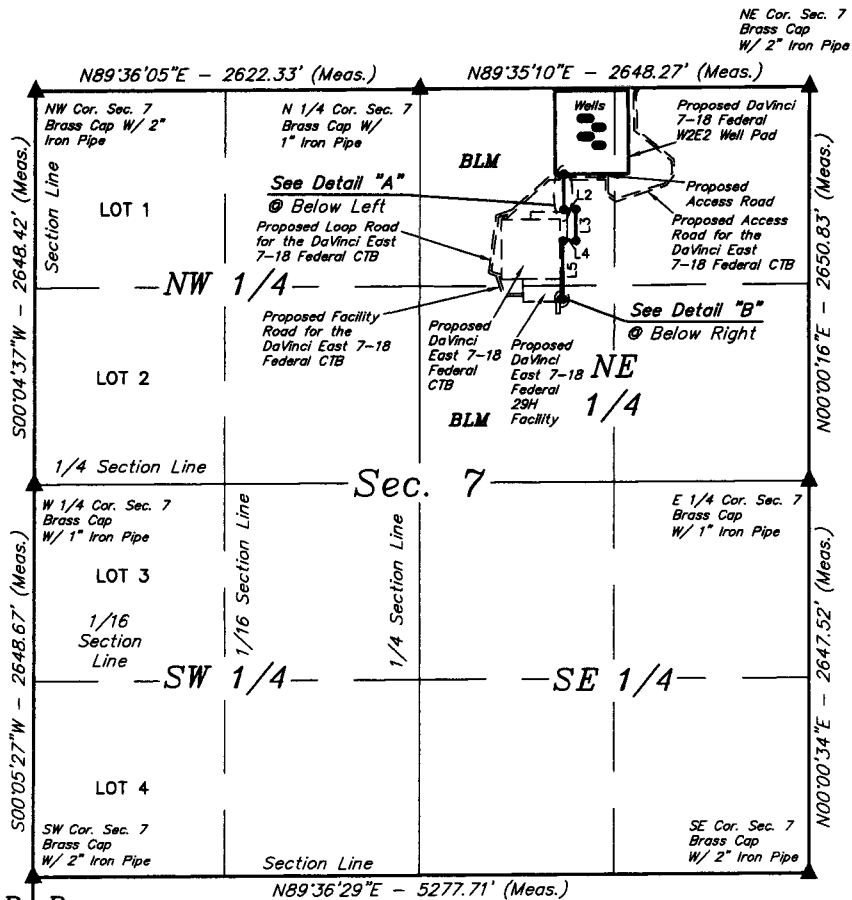 NE Cor. Sec. 7
Brass Cap
W/ 2" Iron Pipe
N89°36'05"E - 2622.33' (Meas.)
N89°35'10"E - 2648.27' (Meas.)
NW Cor. Sec. 7
Brass Cap W/ 2"
Iron Pipe
N 1/4 Cor. Sec. 7
Brass Cap W/
1" Iron Pipe
Wells
Proposed DaVinci
7-18 Federal
W2E2 Well Pad
BLM
See Detail "A"
@ Below Left
Proposed
Access Road
Section Line
LOT 1
S00°04'37"W - 2648.42' (Meas.)
N00°00'16"E - 2650.83' (Meas.)
Proposed Loop Road
for the DaVinci East
7-18 Federal CTB
L2
L3
L4
L5
Proposed Access
Road for the
DaVinci East
7-18 Federal CTB
NW 1/4
See Detail "B"
@ Below Right
Proposed Facility
Road for the
DaVinci East 7-18
Federal CTB
Proposed
DaVinci
East 7-18
Federal
CTB
Proposed
DaVinci
East 7-18
Federal
29H
Facility
NE
1/4
LOT 2
BLM
1/4 Section Line
Sec. 7
W 1/4 Cor. Sec. 7
Brass Cap
W/ 1" Iron Pipe
E 1/4 Cor. Sec. 7
Brass Cap
W/ 1" Iron Pipe
LOT 3
1/16
Section
Line
1/16 Section Line
1/4 Section Line
S00°05'27"W - 2648.67' (Meas.)
N00°00'34"E - 2647.52' (Meas.)
SW 1/4
SE 1/4
LOT 4
SW Cor. Sec. 7
Brass Cap
W/ 2" Iron Pipe
SE Cor. Sec. 7
Brass Cap
W/ 2" Iron Pipe
Section Line
N89°36'29"E - 5277.71' (Meas.)